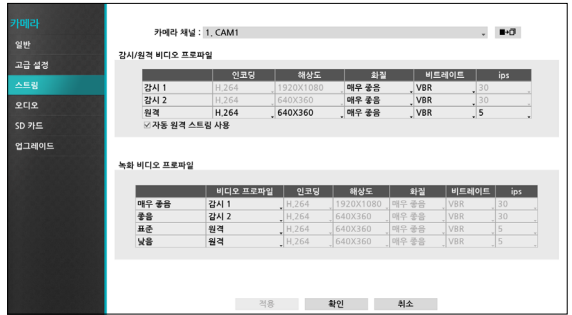 카메라
일반
고급 설정
스트림
오디오
SD 카드
업그레이드
카메라 채널 : 1, CAM1
감시/원격 비디오 프로파일
인코딩 해상도 화질 비트레이트 ips
감시 1 H,264 1920X1080 매우 좋음 VBR 30
감시 2 H,264 640X360 매우 좋음 VBR 30
원격 H,264 640X360 매우 좋음 VBR 5
자동 원격 스트림 사용
녹화 비디오 프로파일
비디오 프로파일 인코딩 해상도 화질 비트레이트 ips
매우 좋음 감시 1 H,264 1920X1080 매우 좋음 VBR 30
좋음 감시 2 H,264 640X360 매우 좋음 VBR 30
표준 원격 H,264 640X360 매우 좋음 VBR 5
낮음 원격 H,264 640X360 매우 좋음 VBR 5
적용 확인 취소